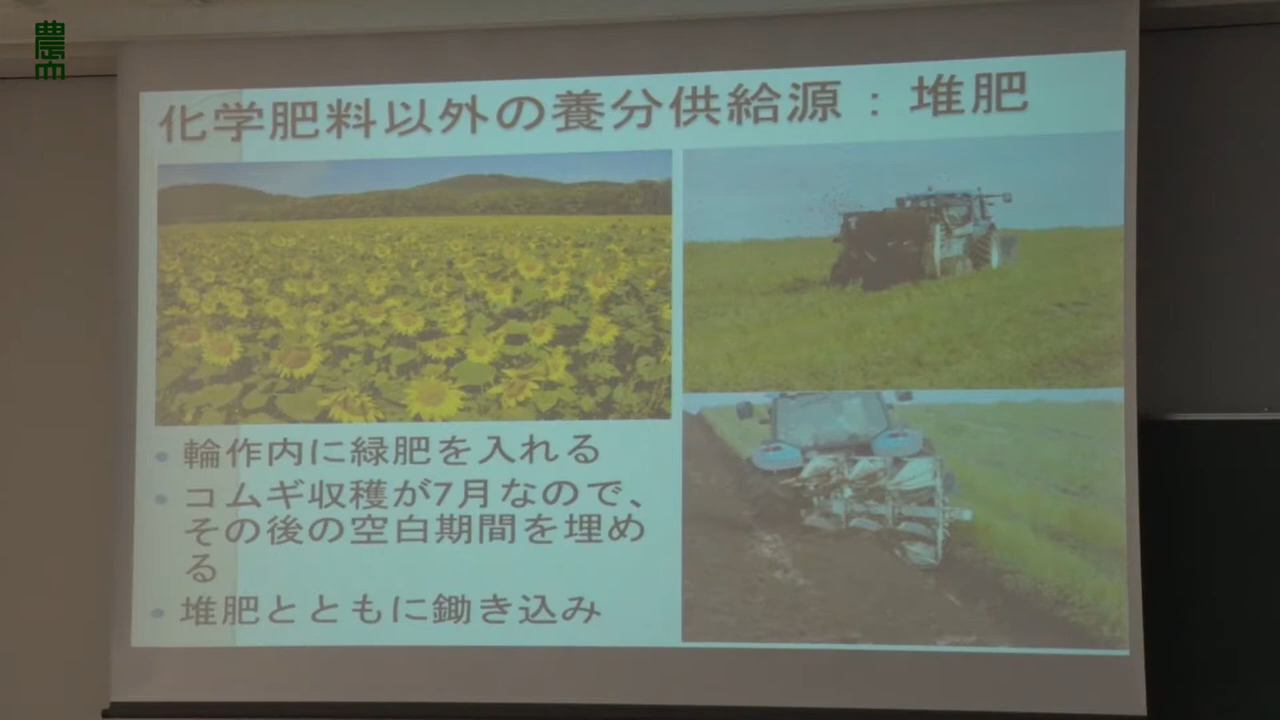 農大
化学肥料以外の養分供給源：堆肥
• 輪作内に緑肥を入れる
• コムギ収穫が7月なので、
その後の空白期間を埋め
る
• 堆肥とともに鋤き込み